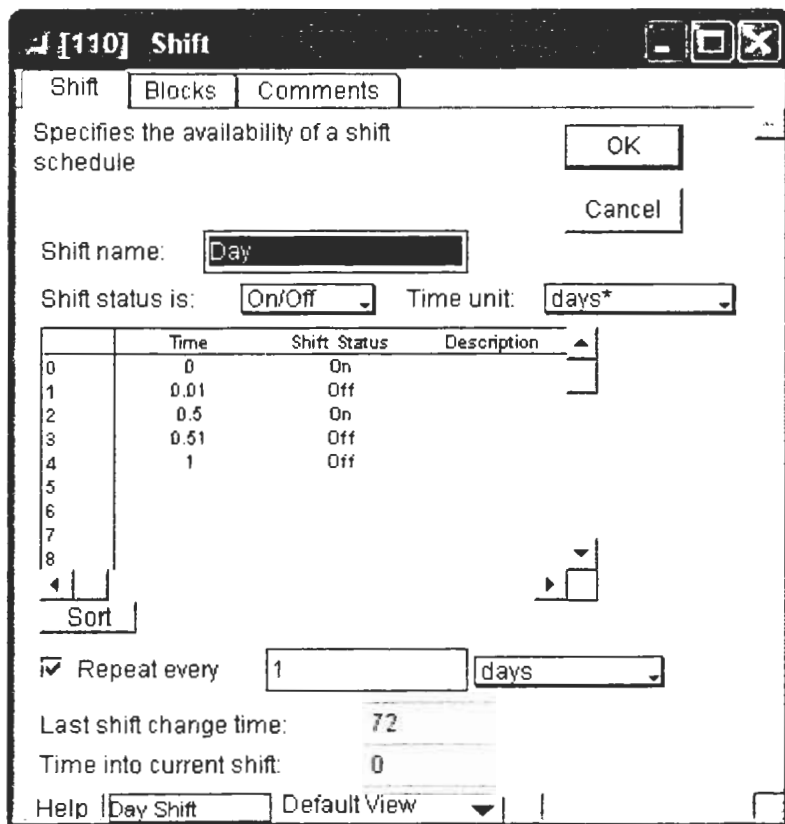 [110] Shift
Shift Blocks Comments
Specifies the availability of a shift
schedule
OK
Cancel
Shift name: Day
Shift status is: On/Off Time unit: days*
Time Shift Status Description
0 0 On
1 0.01 Off
2 0.5 On
3 0.51 Off
4 1 Off
5
6
7
8
Sort
Repeat every 1 days
Last shift change time: 72
Time into current shift: 0
Help Day Shift Default View